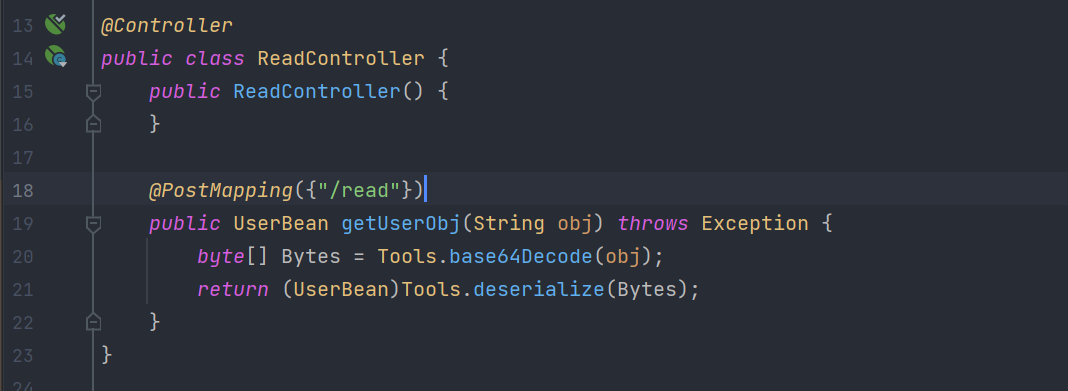 13 @Controller
14 public class ReadController {
15 public ReadController() {
16 }
17
18 @PostMapping({"/read"})
19 public UserBean getUserObj(String obj) throws Exception {
20 byte[] Bytes = Tools.base64Decode(obj);
21 return (UserBean)Tools.deserialize(Bytes);
22 }
23 }
24